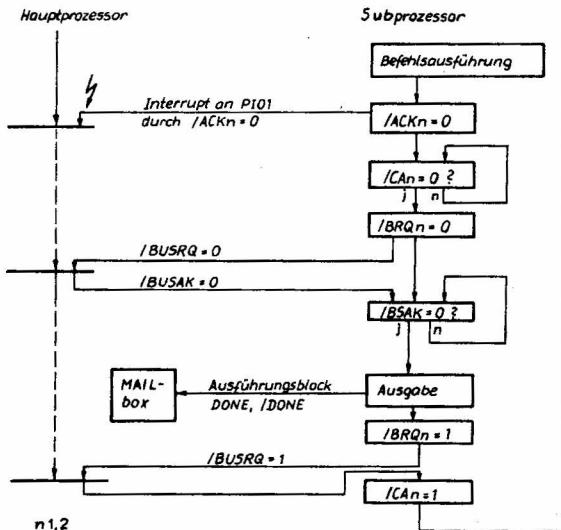 Hauptprozessor
Subprozessor
Befehlsausführung
Interrupt an PIO1
durch /ACKn=0
/ACKn=0
/CAn=0 ?
j n
/BRQn=0
/BUSRQ=0
/BUSAK=0
/BSAK=0 ?
j n
MAIL-
box
Ausführungsblock
DONE, /DONE
Ausgabe
/BRQn=1
/BUSRQ=1
/CAn=1
n 1,2